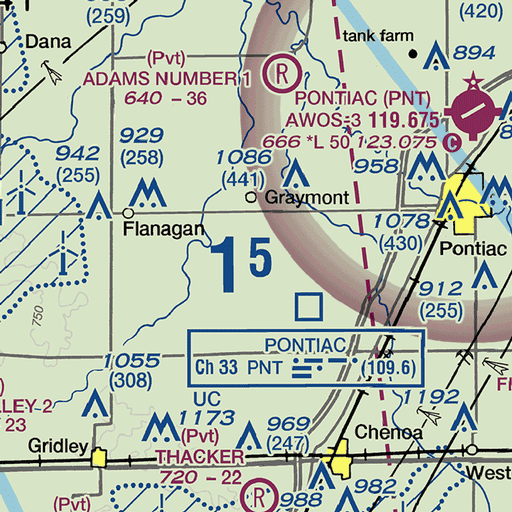 (259)
(420)
Dana
tank farm
894
(Pvt)
ADAMS NUMBER 1
640 – 36
R
PONTIAC (PNT)
AWOS-3 119.675
666 *L 50 123.075 C
929
(258)
942
(255)
1086
(441)
958
Graymont
Flanagan
1078
(430)
Pontiac
15
912
(255)
750
PONTIAC
Ch 33 PNT (109.6)
1055
(308)
UC
1173
1192
LEY 2
23
969
(247)
Chenoa
Gridley
(Pvt)
THACKER
720 – 22
R
West
982
988
(Pvt)